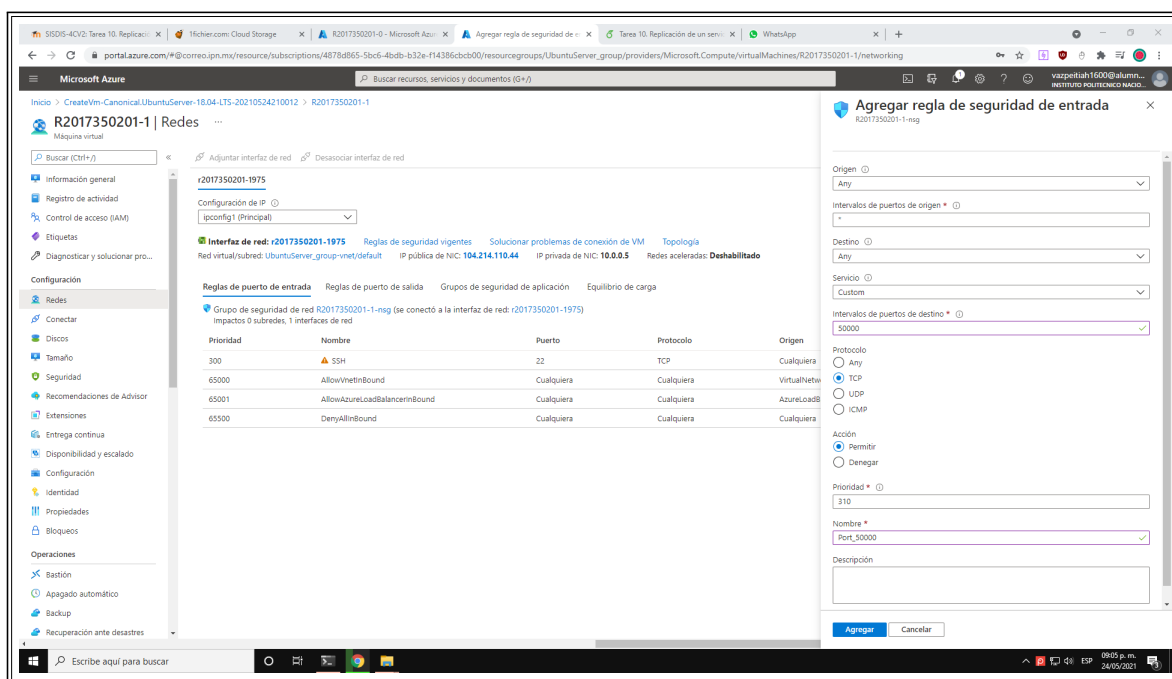 SISDIS-4CV2: Tarea 10. Replicació
1fichier.com: Cloud Storage
R2017350201-0 - Microsoft Azur
Agregar regla de seguridad de e
Tarea 10. Replicación de un servi
WhatsApp
portal.azure.com/#@correo.ipn.mx/resource/subscriptions/4878d865-5bc6-4bdb-b32e-f14386cbcb00/resourcegroups/UbuntuServer_group/providers/Microsoft.Compute/virtualMachines/R2017350201-1/networking
Microsoft Azure
Buscar recursos, servicios y documentos (G+/)
vazpeitiah1600@alumn...
INSTITUTO POLITECNICO NACIO...
Inicio > CreateVm-Canonical.UbuntuServer-18.04-LTS-20210524210012 > R2017350201-1
R2017350201-1 | Redes ...
Máquina virtual
Buscar (Ctrl+/)
«
Información general
Registro de actividad
Control de acceso (IAM)
Etiquetas
Diagnosticar y solucionar pro...
Configuración
Redes
Conectar
Discos
Tamaño
Seguridad
Recomendaciones de Advisor
Extensiones
Entrega continua
Disponibilidad y escalado
Configuración
Identidad
Propiedades
Bloqueos
Operaciones
Bastión
Apagado automático
Backup
Recuperación ante desastres
Adjuntar interfaz de red Desasociar interfaz de red
r2017350201-1975
Configuración de IP
ipconfig1 (Principal)
Interfaz de red: r2017350201-1975 Reglas de seguridad vigentes Solucionar problemas de conexión de VM Topología
Red virtual/subred: UbuntuServer_group-vnet/default IP pública de NIC: 104.214.110.44 IP privada de NIC: 10.0.0.5 Redes aceleradas: Deshabilitado
Reglas de puerto de entrada Reglas de puerto de salida Grupos de seguridad de aplicación Equilibrio de carga
Grupo de seguridad de red R2017350201-1-nsg (se conectó a la interfaz de red: r2017350201-1975)
Impactos 0 subredes, 1 interfaces de red
Prioridad Nombre Puerto Protocolo Origen
300 SSH 22 TCP Cualquiera
65000 AllowVnetInBound Cualquiera Cualquiera VirtualNetw
65001 AllowAzureLoadBalancerInBound Cualquiera Cualquiera AzureLoadB
65500 DenyAllInBound Cualquiera Cualquiera Cualquiera
Agregar regla de seguridad de entrada
R2017350201-1-nsg
Origen
Any
Intervalos de puertos de origen *
*
Destino
Any
Servicio
Custom
Intervalos de puertos de destino *
50000
Protocolo
Any
TCP
UDP
ICMP
Acción
Permitir
Denegar
Prioridad *
310
Nombre *
Port_50000
Descripción
Agregar Cancelar
Escribe aquí para buscar
ESP
09:05 p. m.
24/05/2021